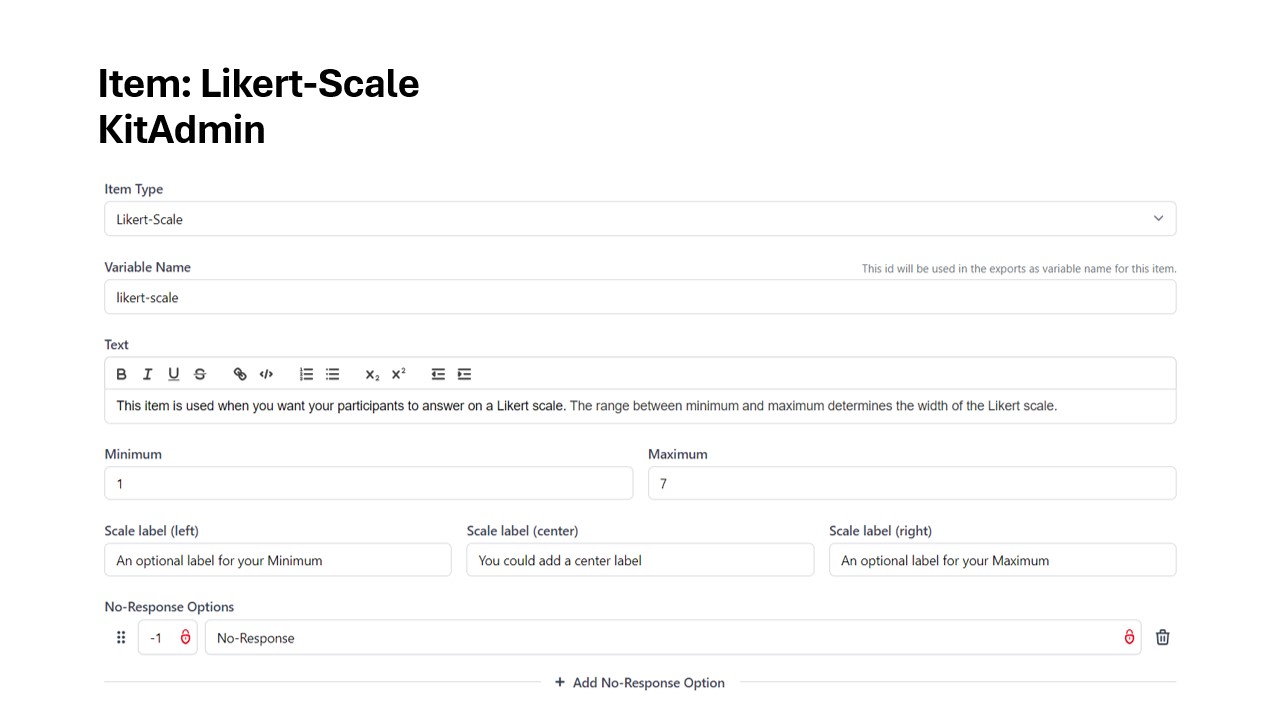 Item: Likert-Scale
KitAdmin
Item Type
Likert-Scale
Variable Name
This id will be used in the exports as variable name for this item.
likert-scale
Text
B I U S </> X₂ X²
This item is used when you want your participants to answer on a Likert scale. The range between minimum and maximum determines the width of the Likert scale.
Minimum
Maximum
1
7
Scale label (left)
Scale label (center)
Scale label (right)
An optional label for your Minimum
You could add a center label
An optional label for your Maximum
No-Response Options
-1
No-Response
+ Add No-Response Option